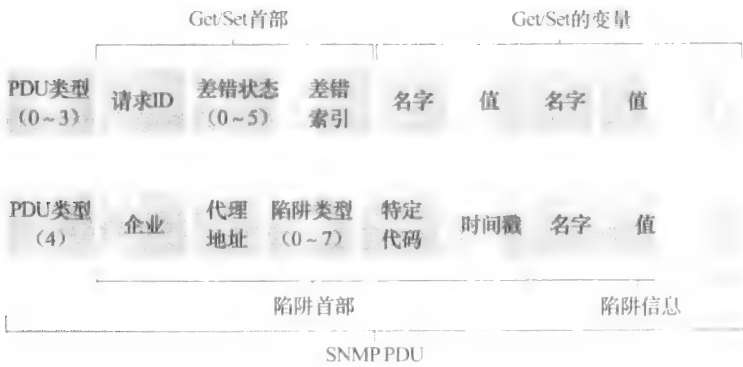 Get/Set首部 Get/Set的变量
PDU类型 请求ID 差错状态 差错 名字 值 名字 值
(0~3) (0~5) 索引
PDU类型 企业 代理 陷阱类型 特定 时间戳 名字 值
(4) 地址 (0~7) 代码
陷阱首部 陷阱信息
SNMP PDU